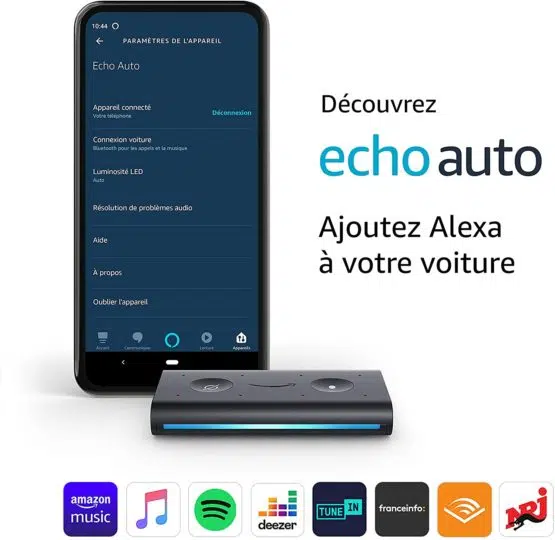 10:44
PARAMÈTRES DE L'APPAREIL
Echo Auto
Appareil connecté
Votre téléphone
Déconnexion
Connexion voiture
Bluetooth pour les appels et la musique
Luminosité LED
Auto
Résolution de problèmes audio
Aide
À propos
Oublier l'appareil
Accueil
Communiquer
Lecture
Appareils
Découvrez
echo auto
Ajoutez Alexa
à votre voiture
amazon
music
deezer
TUNE IN
franceinfo:
NRJ